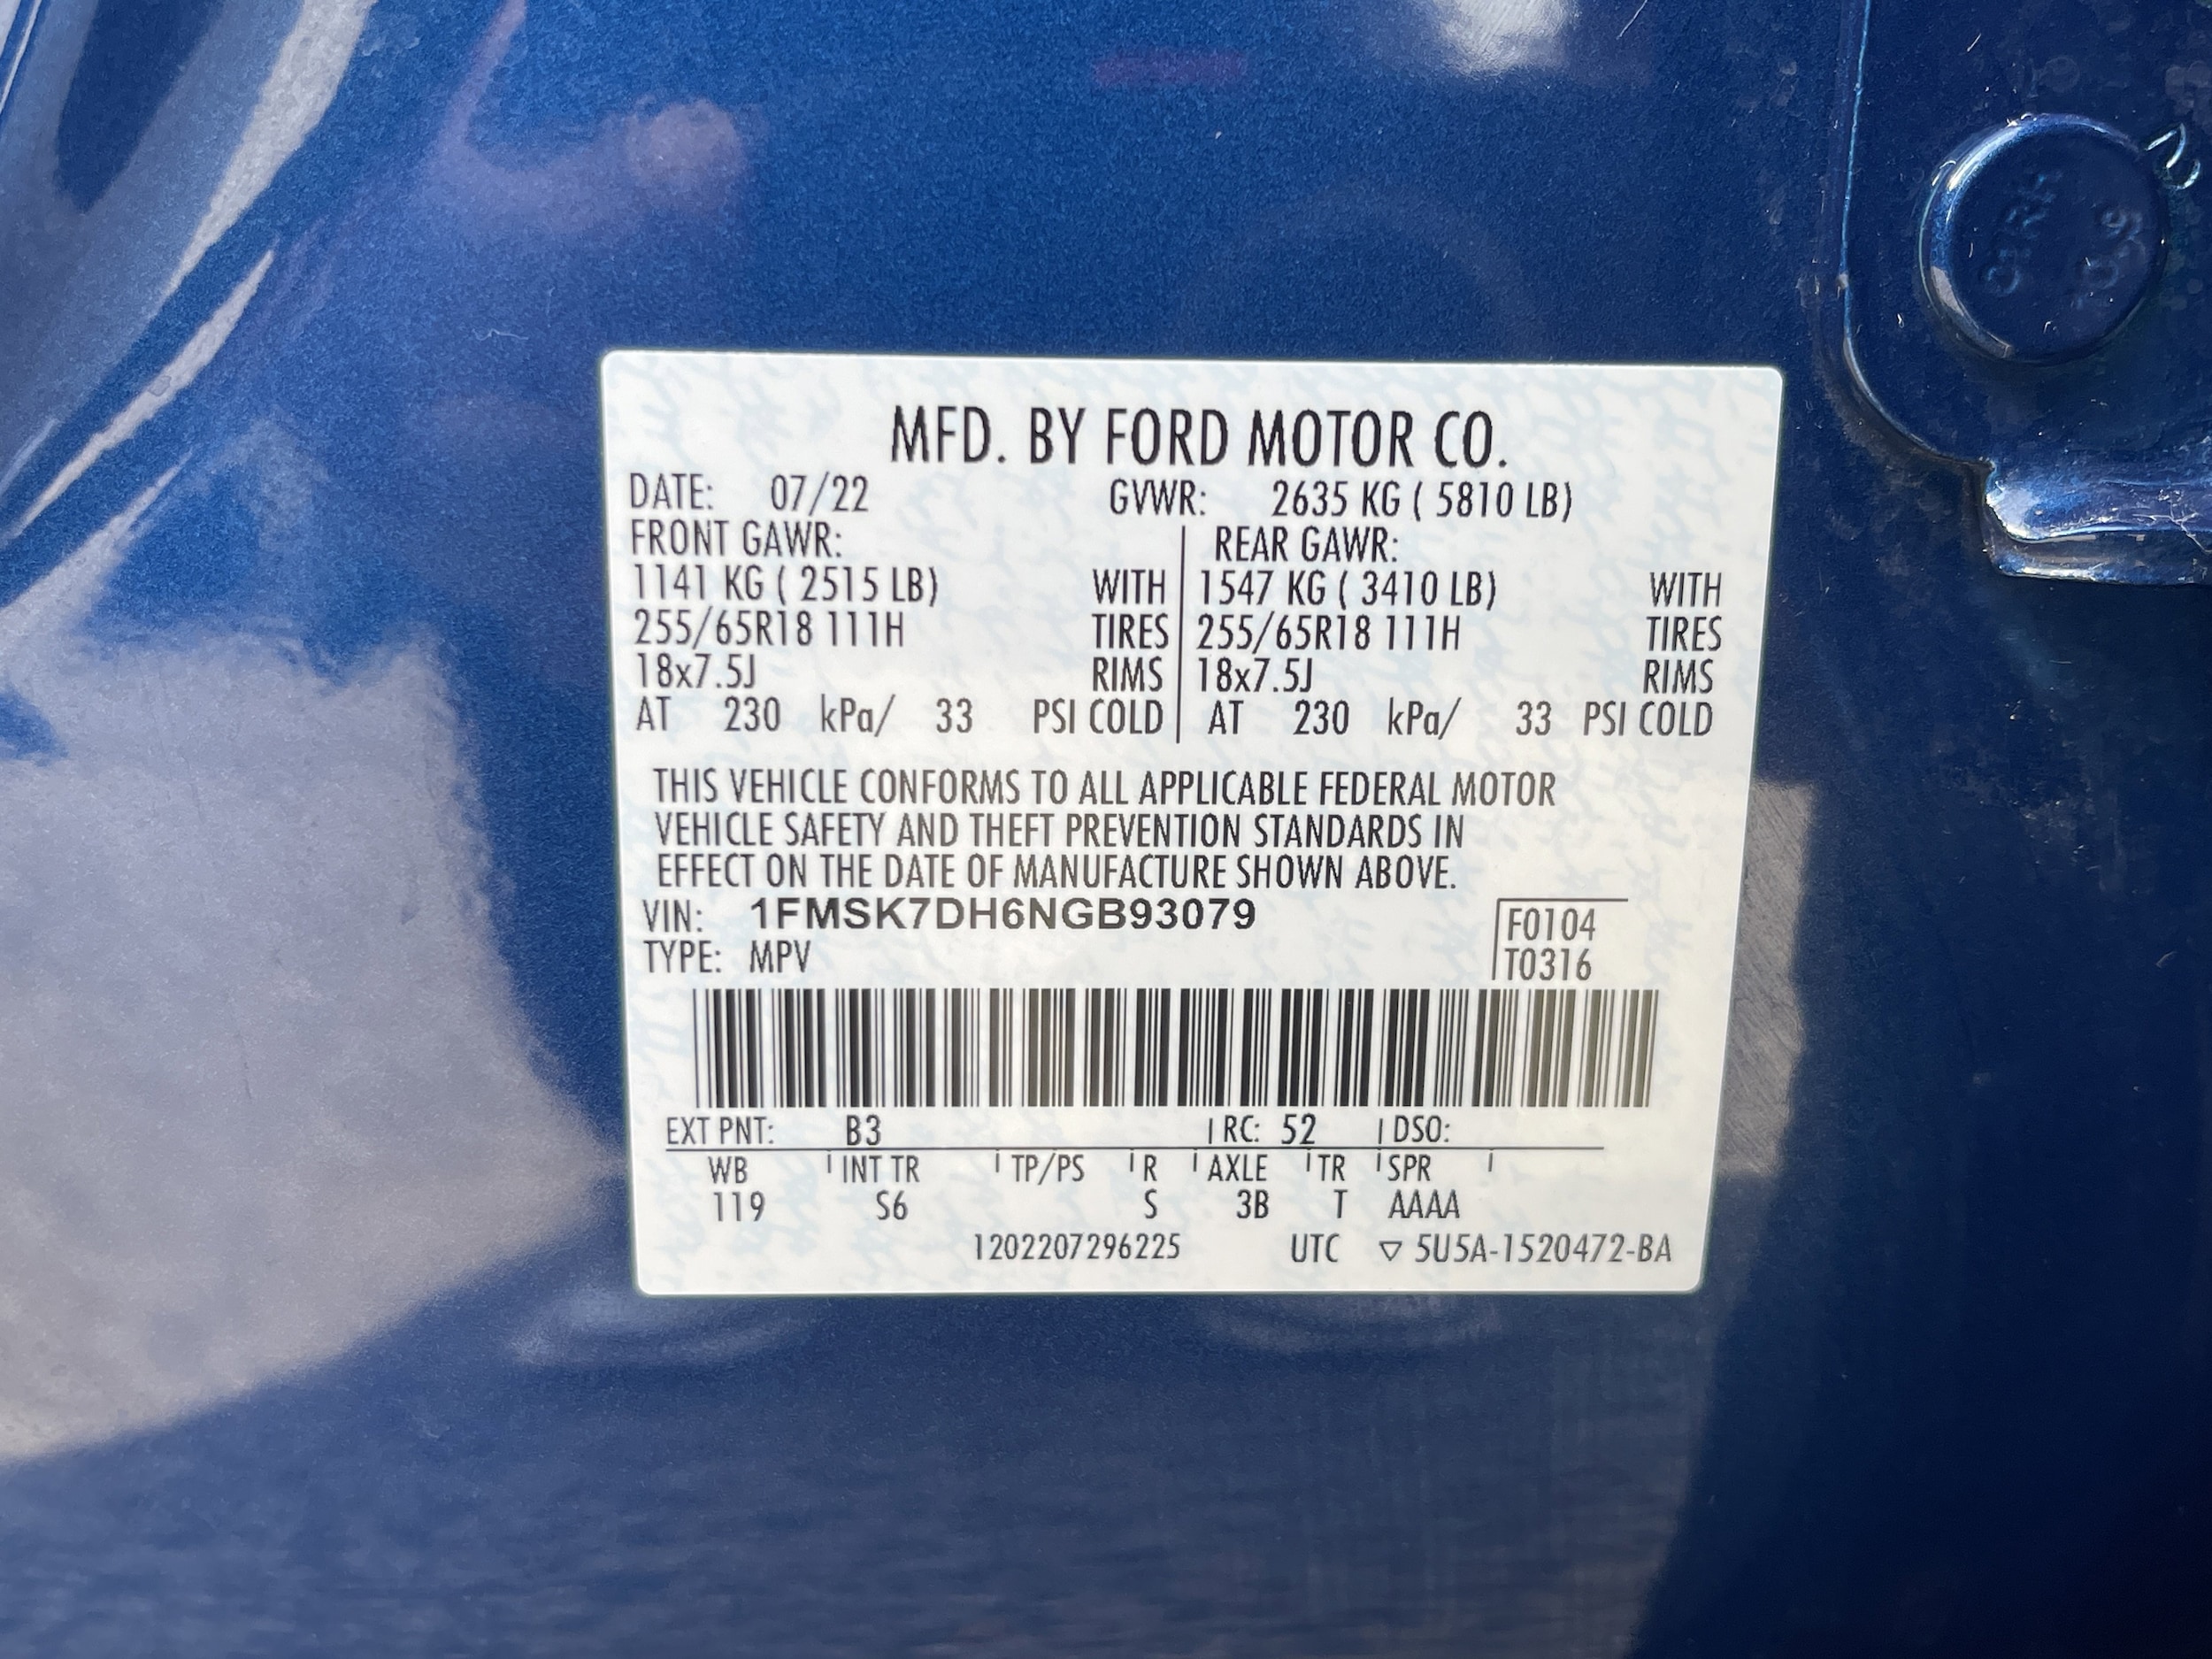 MFD. BY FORD MOTOR CO.
DATE: 07/22 GVWR: 2635 KG ( 5810 LB)
FRONT GAWR: REAR GAWR:
1141 KG ( 2515 LB) WITH 1547 KG ( 3410 LB) WITH
255/65R18 111H TIRES 255/65R18 111H TIRES
18x7.5J RIMS 18x7.5J RIMS
AT 230 kPa/ 33 PSI COLD AT 230 kPa/ 33 PSI COLD
THIS VEHICLE CONFORMS TO ALL APPLICABLE FEDERAL MOTOR
VEHICLE SAFETY AND THEFT PREVENTION STANDARDS IN
EFFECT ON THE DATE OF MANUFACTURE SHOWN ABOVE.
VIN: 1FMSK7DH6NGB93079 F0104
TYPE: MPV T0316
EXT PNT: B3 RC: 52 DSO:
WB INT TR TP/PS R AXLE TR SPR
119 S6 S 3B T AAAA
1202207296225 UTC ▽ 5U5A-1520472-BA